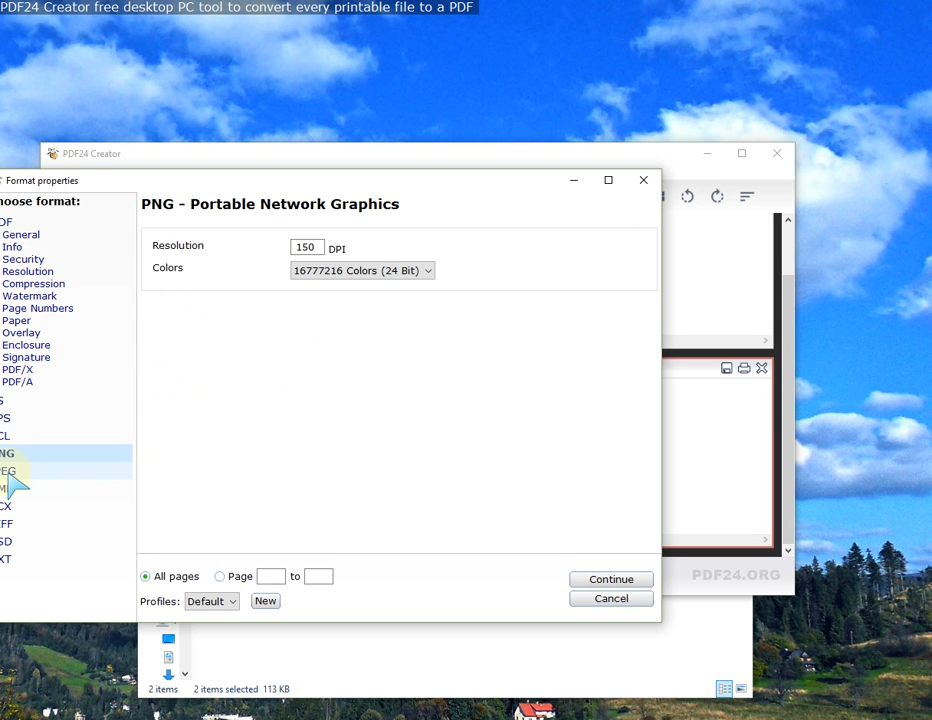 PDF24 Creator free desktop PC tool to convert every printable file to a PDF
PDF24 Creator
Format properties
hoose format:
DF
General
Info
Security
Resolution
Compression
Watermark
Page Numbers
Paper
Overlay
Enclosure
Signature
PDF/X
PDF/A
S
PS
CL
NG
PEG
M
CX
FF
SD
XT
PNG - Portable Network Graphics
Resolution 150 DPI
Colors 16777216 Colors (24 Bit)
All pages Page to
Profiles: Default New
Continue
Cancel
PDF24.ORG
2 items 2 items selected 113 KB